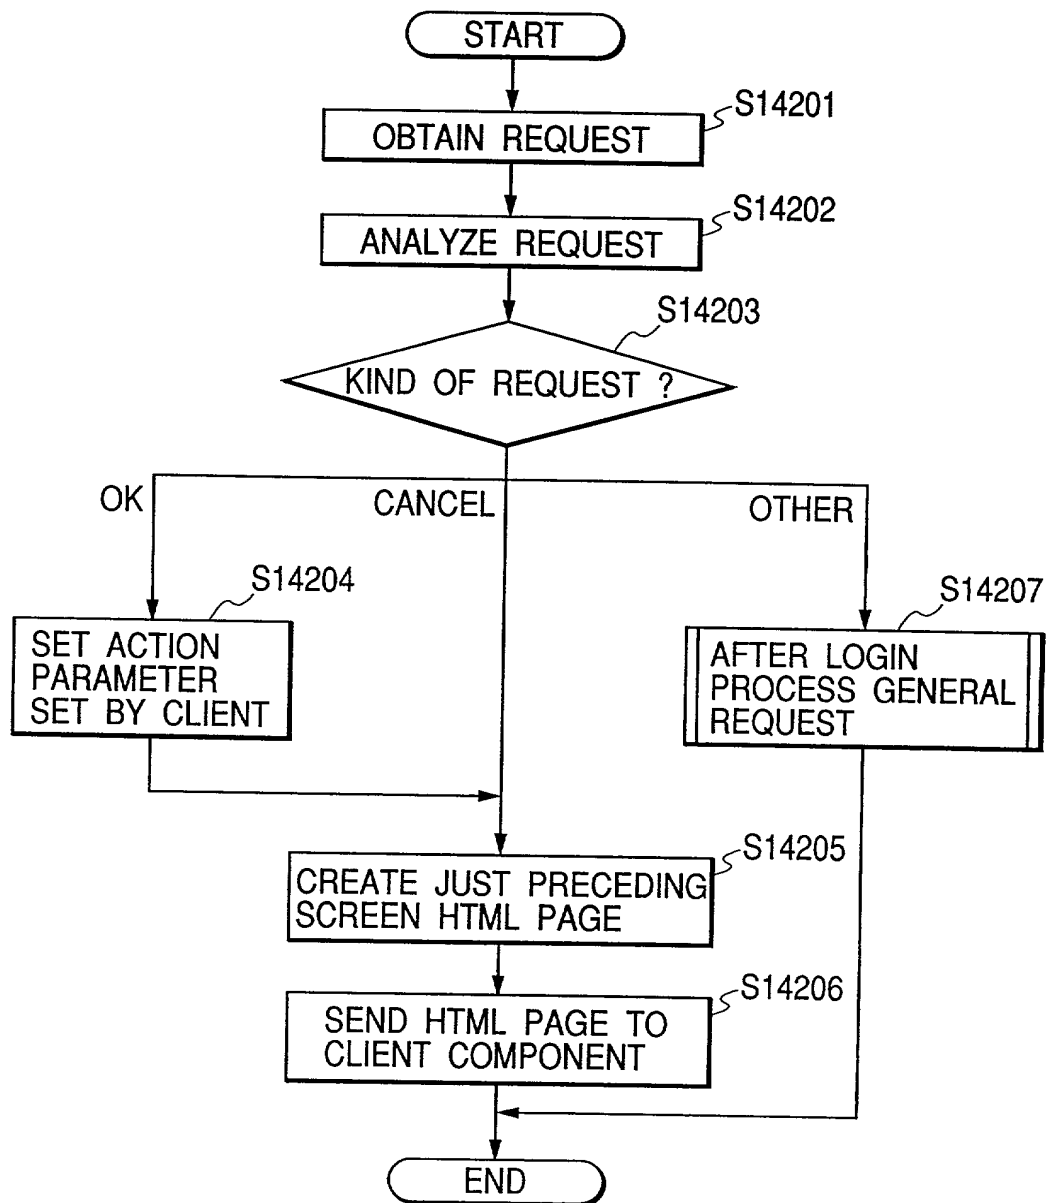 START
S14201
OBTAIN REQUEST
S14202
ANALYZE REQUEST
S14203
KIND OF REQUEST ?
OK
CANCEL
OTHER
S14204
SET ACTION
PARAMETER
SET BY CLIENT
S14207
AFTER LOGIN
PROCESS GENERAL
REQUEST
S14205
CREATE JUST PRECEDING
SCREEN HTML PAGE
S14206
SEND HTML PAGE TO
CLIENT COMPONENT
END